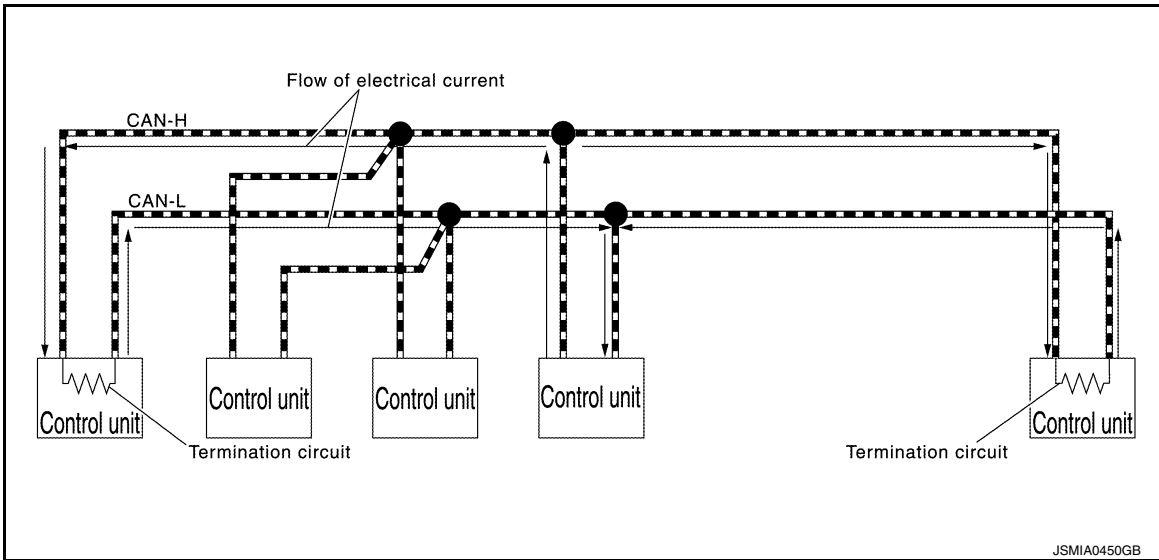 Flow of electrical current
CAN-H
CAN-L
Control unit
Control unit
Control unit
Control unit
Control unit
Termination circuit
Termination circuit
JSMIA0450GB